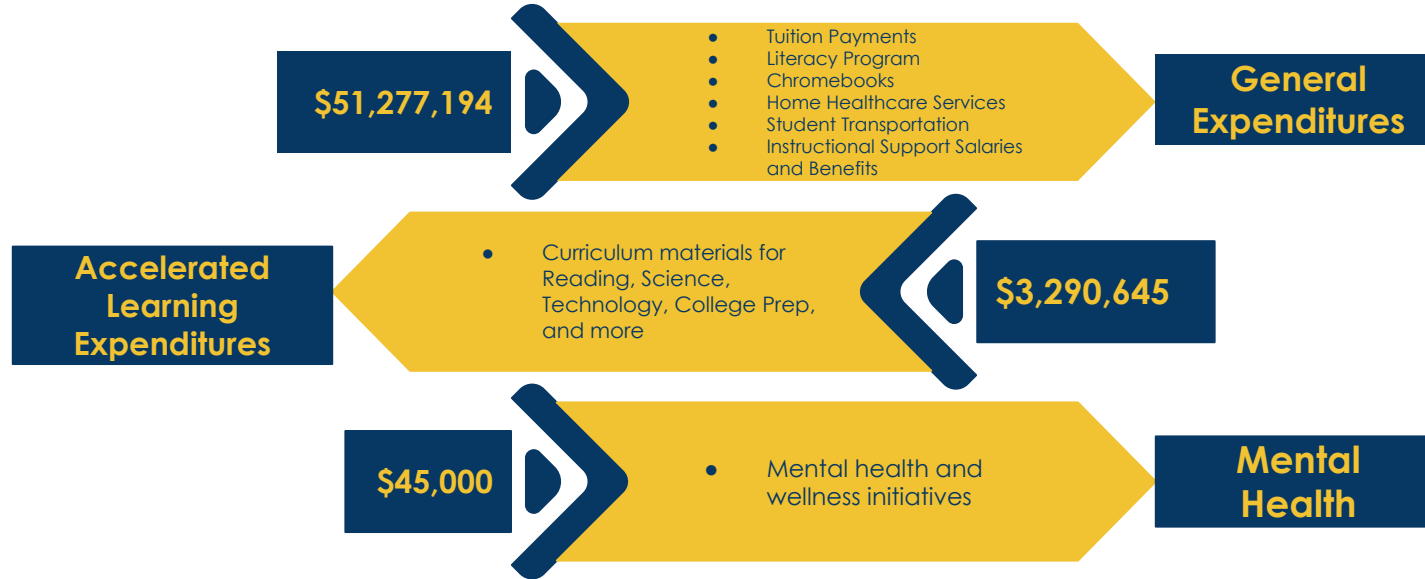 $51,277,194
● Tuition Payments
● Literacy Program
● Chromebooks
● Home Healthcare Services
● Student Transportation
● Instructional Support Salaries
and Benefits
General
Expenditures
Accelerated
Learning
Expenditures
● Curriculum materials for
Reading, Science,
Technology, College Prep,
and more
$3,290,645
$45,000
● Mental health and
wellness initiatives
Mental
Health